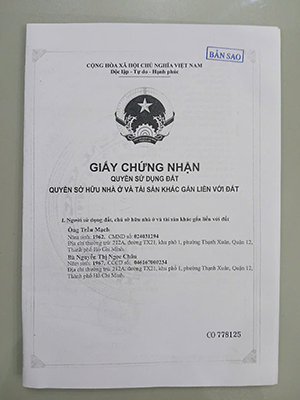 BẢN SAO
CỘNG HÒA XÃ HỘI CHỦ NGHĨA VIỆT NAM
Độc lập - Tự do - Hạnh phúc
GIẤY CHỨNG NHẬN
QUYỀN SỬ DỤNG ĐẤT
QUYỀN SỞ HỮU NHÀ Ở VÀ TÀI SẢN KHÁC GẮN LIỀN VỚI ĐẤT
I. Người sử dụng đất, chủ sở hữu nhà ở và tài sản khác gắn liền với đất
Ông Trần Mạch
Năm sinh: 1962, CMND số: 024031294
Địa chỉ thường trú: 212A, đường TX21, khu phố 1, phường Thạnh Xuân, Quận 12,
Thành phố Hồ Chí Minh.
Bà Nguyễn Thị Ngọc Châu
Năm sinh: 1967, CCCD số: 046167000234
Địa chỉ thường trú: 212A, đường TX21, khu phố 1, phường Thạnh Xuân, Quận 12,
Thành phố Hồ Chí Minh.
CO 778125